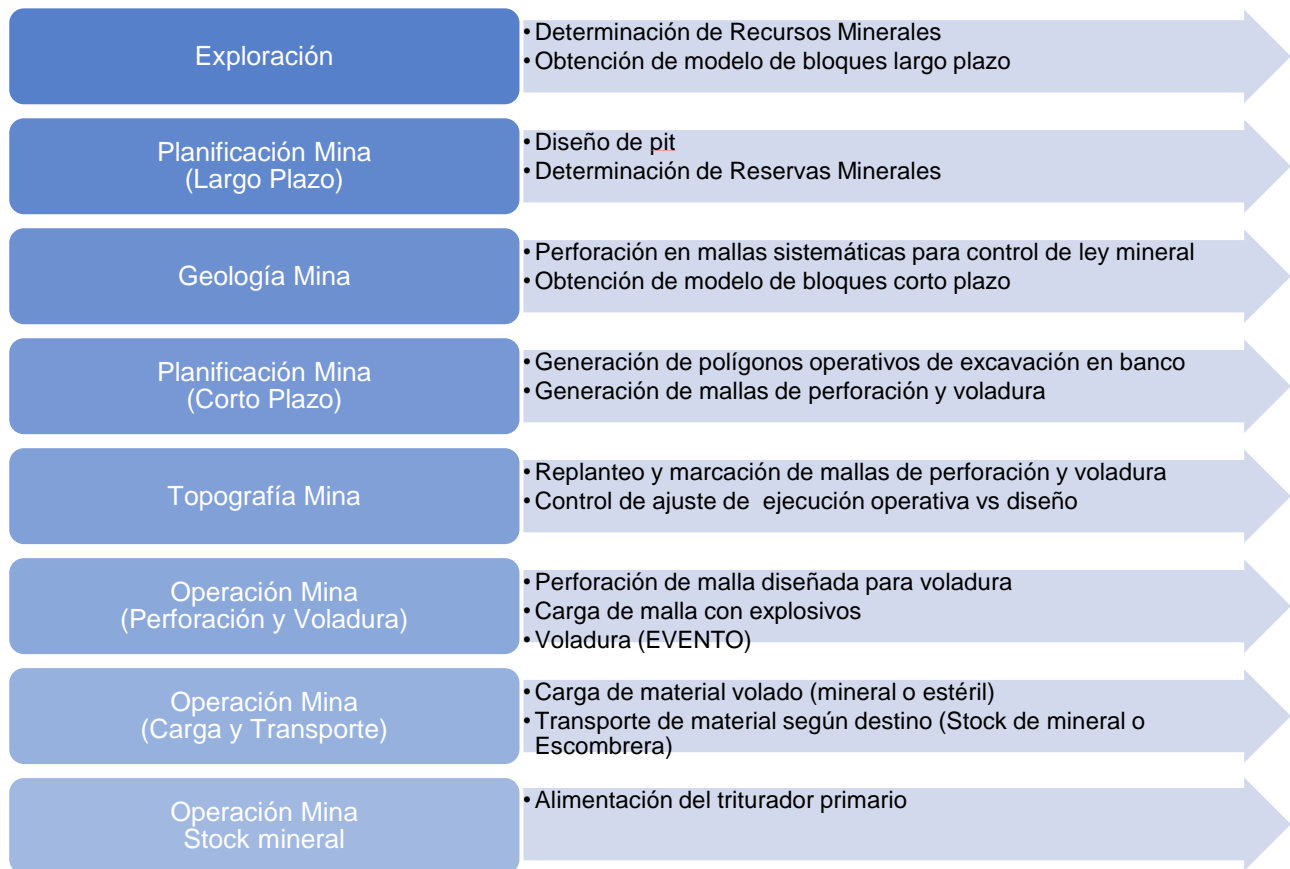 Exploración
• Determinación de Recursos Minerales
• Obtención de modelo de bloques largo plazo
Planificación Mina
(Largo Plazo)
• Diseño de pit
• Determinación de Reservas Minerales
Geología Mina
• Perforación en mallas sistemáticas para control de ley mineral
• Obtención de modelo de bloques corto plazo
Planificación Mina
(Corto Plazo)
• Generación de polígonos operativos de excavación en banco
• Generación de mallas de perforación y voladura
Topografía Mina
• Replanteo y marcación de mallas de perforación y voladura
• Control de ajuste de  ejecución operativa vs diseño
Operación Mina
(Perforación y Voladura)
• Perforación de malla diseñada para voladura
• Carga de malla con explosivos
• Voladura (EVENTO)
Operación Mina
(Carga y Transporte)
• Carga de material volado (mineral o estéril)
• Transporte de material según destino (Stock de mineral o
Escombrera)
Operación Mina
Stock mineral
• Alimentación del triturador primario